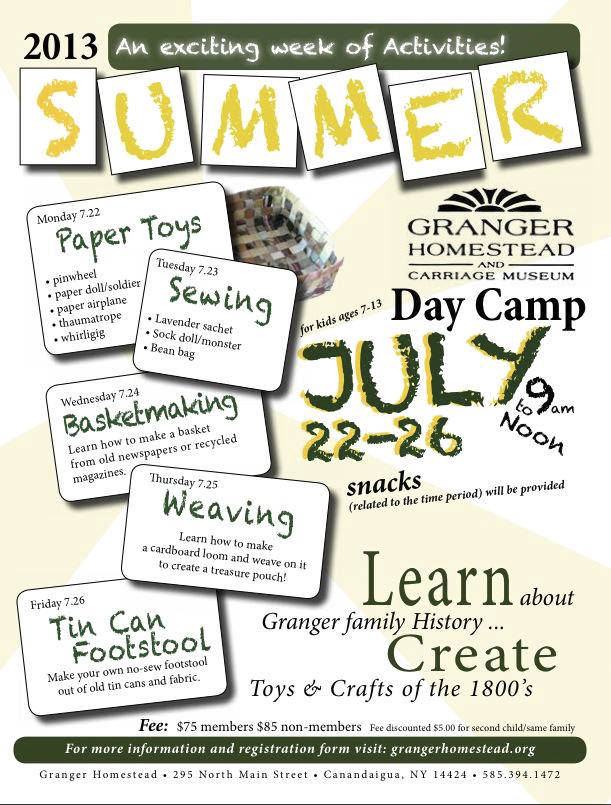 2013 An exciting week of Activities!
SUMMER
Monday 7.22
Paper Toys
• pinwheel
• paper doll/soldier
• paper airplane
• thaumatrope
• whirligig
Tuesday 7.23
Sewing
• Lavender sachet
• Sock doll/monster
• Bean bag
Wednesday 7.24
Basketmaking
Learn how to make a basket
from old newspapers or recycled
magazines.
Thursday 7.25
Weaving
Learn how to make
a cardboard loom and weave on it
to create a treasure pouch!
Friday 7.26
Tin Can
Footstool
Make your own no-sew footstool
out of old tin cans and fabric.
GRANGER
HOMESTEAD
AND
CARRIAGE MUSEUM
for kids ages 7-13 Day Camp
JULY
22-26
9am
to
Noon
snacks
(related to the time period) will be provided
Learn about
Granger family History ...
Create
Toys & Crafts of the 1800's
Fee: $75 members $85 non-members Fee discounted $5.00 for second child/same family
For more information and registration form visit: grangerhomestead.org
Granger Homestead • 295 North Main Street • Canandaigua, NY 14424 • 585.394.1472